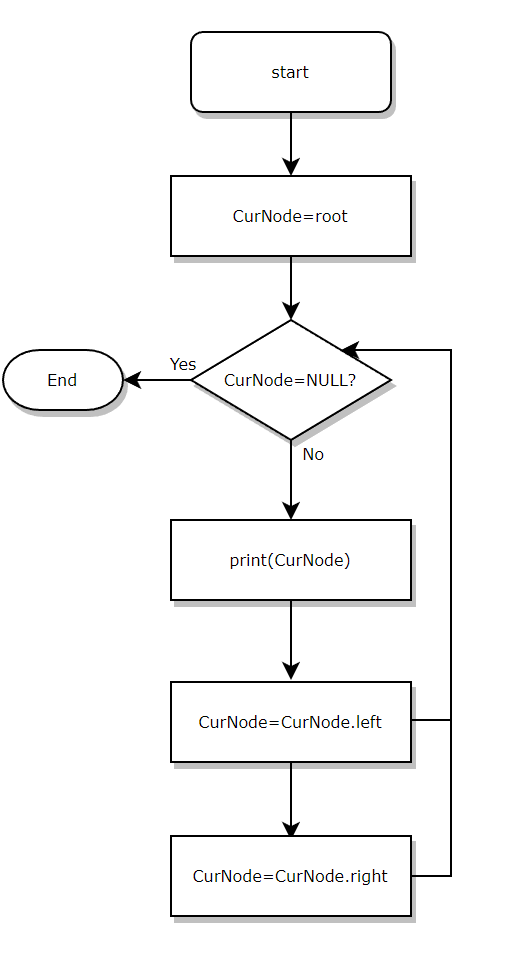 start
CurNode=root
Yes
End
CurNode=NULL?
No
print(CurNode)
CurNode=CurNode.left
CurNode=CurNode.right